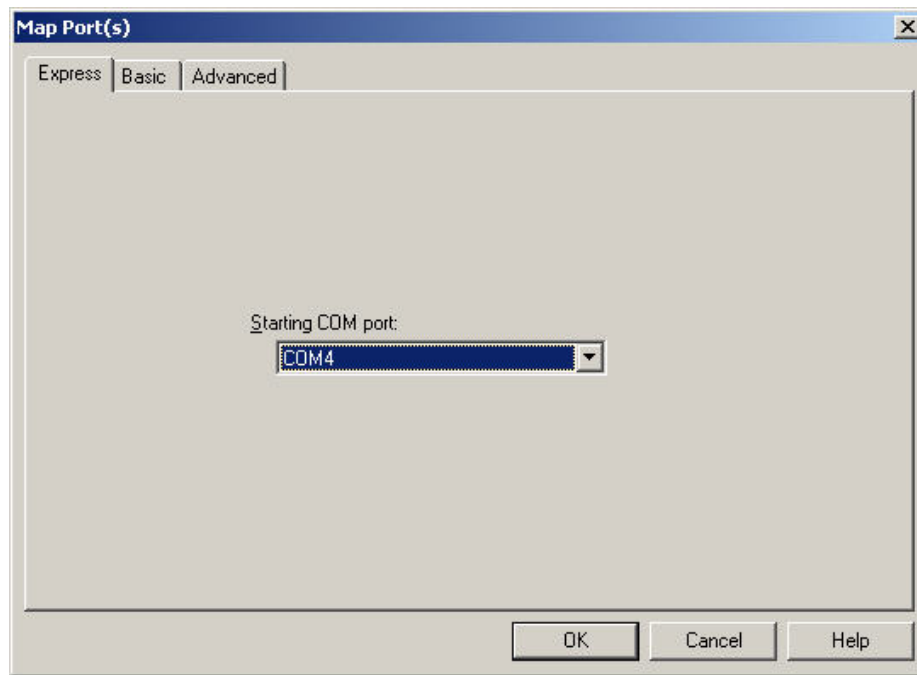 Map Port(s)
Express Basic Advanced
Starting COM port:
COM4
OK Cancel Help